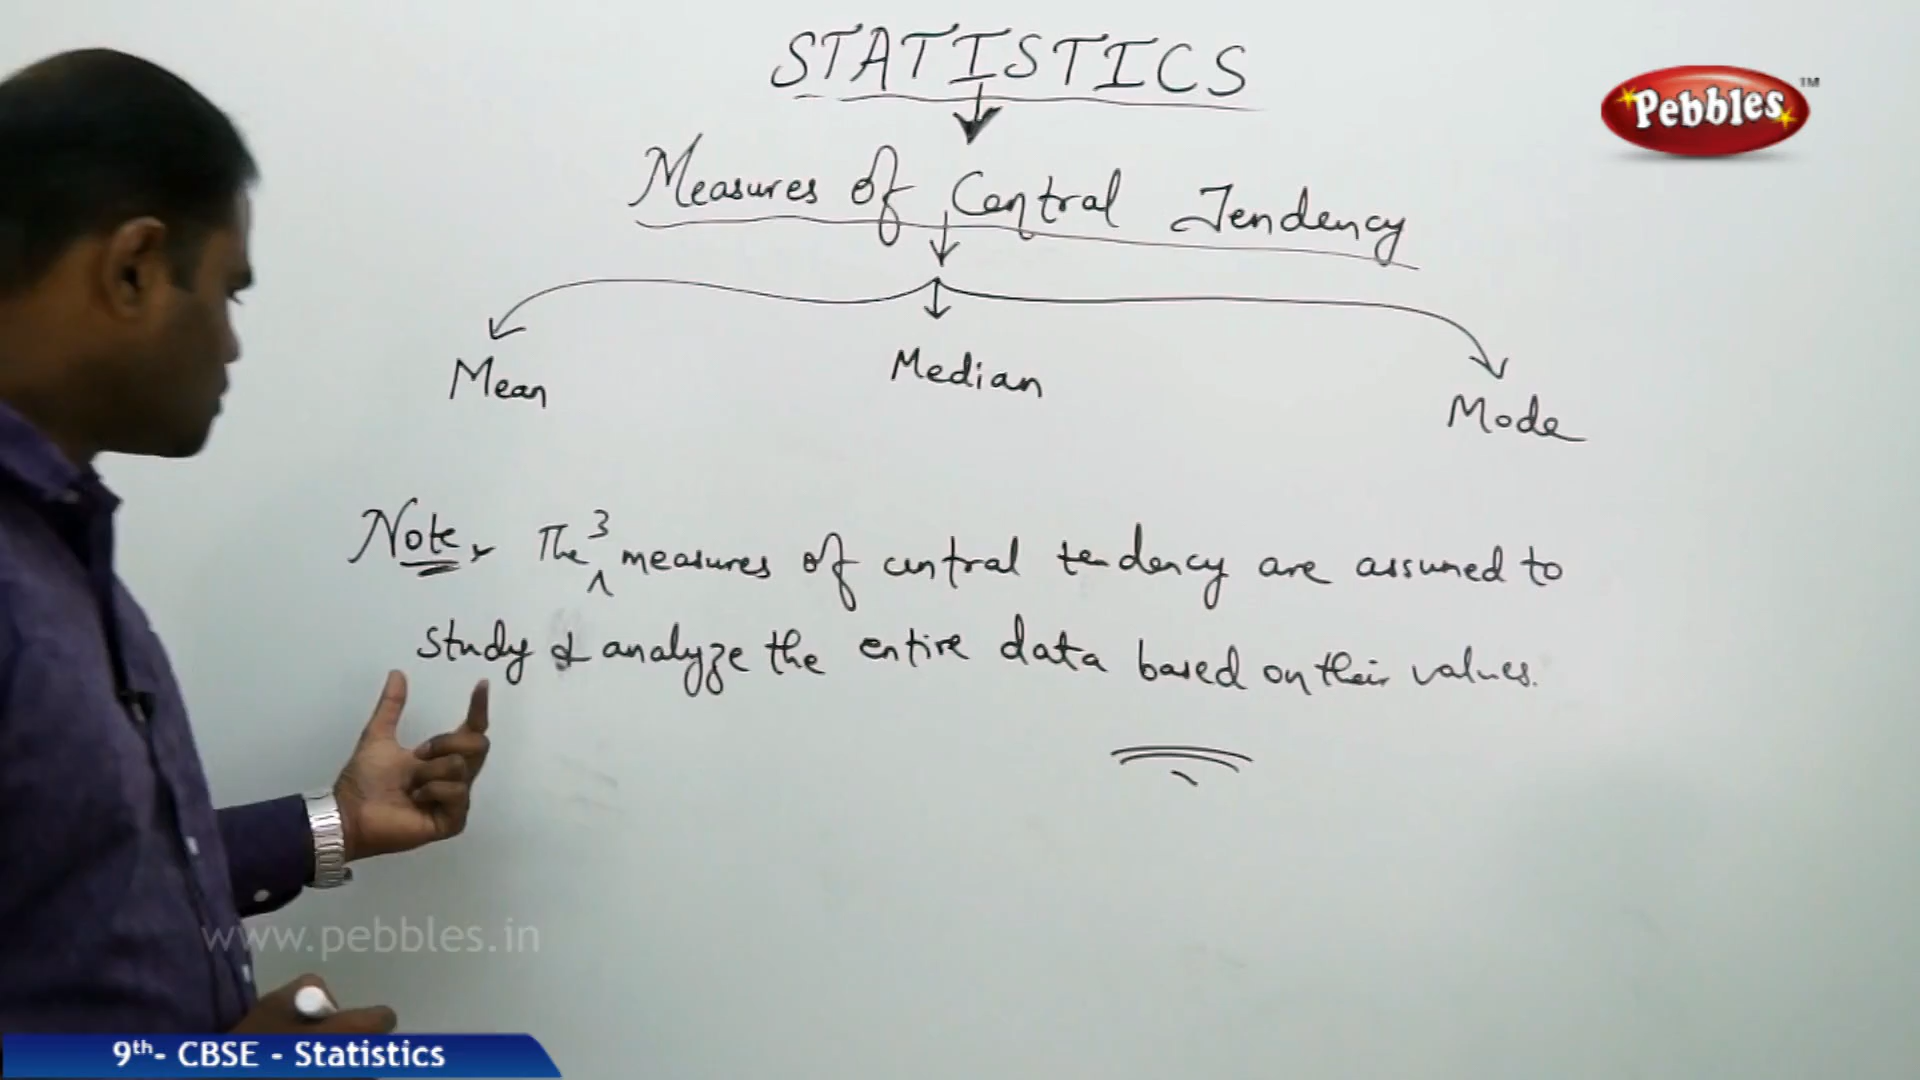 STATISTICS
Pebbles™
Measures of Central Tendency
Mean Median Mode
Note, The 3 measures of central tendency are assumed to
study & analyze the entire data based on their values.
www.pebbles.in
9th- CBSE - Statistics